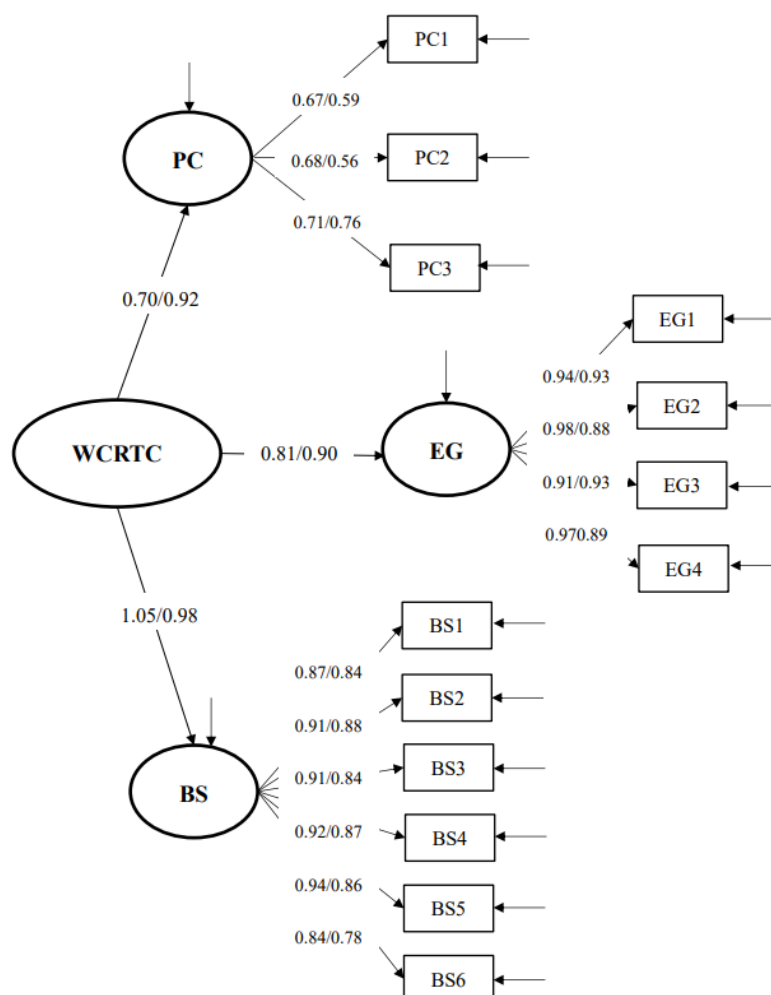 PC1
0.67/0.59
PC
0.68/0.56
PC2
0.71/0.76
PC3
0.70/0.92
EG1
0.94/0.93
EG2
WCRTC
0.81/0.90
EG
0.98/0.88
0.91/0.93
EG3
0.970.89
EG4
1.05/0.98
BS1
0.87/0.84
BS2
0.91/0.88
BS
0.91/0.84
BS3
0.92/0.87
BS4
0.94/0.86
BS5
0.84/0.78
BS6